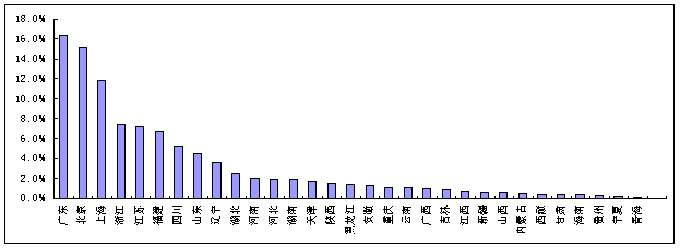 18.0%
16.0%
14.0%
12.0%
10.0%
8.0%
6.0%
4.0%
2.0%
0.0%
广东
北京
上海
浙江
江苏
福建
四川
山东
辽宁
湖北
河南
河北
湖南
天津
陕西
黑龙江
安徽
重庆
云南
广西
吉林
江西
新疆
山西
内蒙古
西藏
甘肃
海南
贵州
宁夏
青海